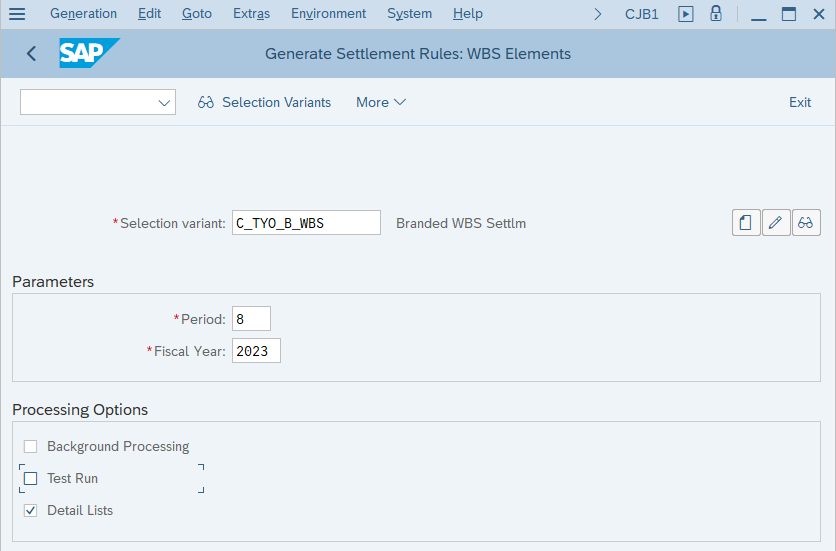 Generation Edit Goto Extras Environment System Help CJB1
SAP Generate Settlement Rules: WBS Elements
Selection Variants More Exit
*Selection variant: C_TYO_B_WBS Branded WBS Settlm
Parameters
*Period: 8
*Fiscal Year: 2023
Processing Options
Background Processing
Test Run
Detail Lists